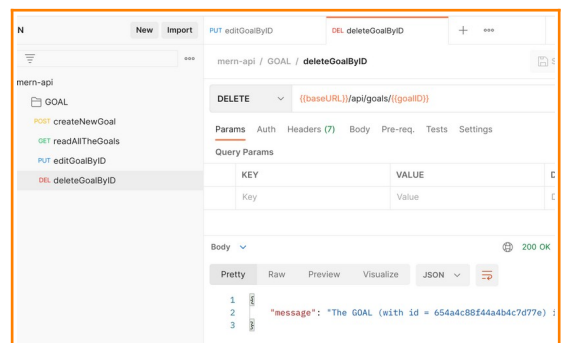 N New Import
PUT editGoalByID DEL deleteGoalByID + ooo
ooo
mern-api / GOAL / deleteGoalByID
mern-api
GOAL
POST createNewGoal
GET readAllTheGoals
PUT editGoalByID
DEL deleteGoalByID
DELETE {{baseURL}}/api/goals/{{goalID}}
Params Auth Headers (7) Body Pre-req. Tests Settings
Query Params
KEY VALUE
Key Value
Body 200 OK
Pretty Raw Preview Visualize JSON
1 {
2 "message": "The GOAL (with id = 654a4c88f44a4b4c7d77e)
3 }